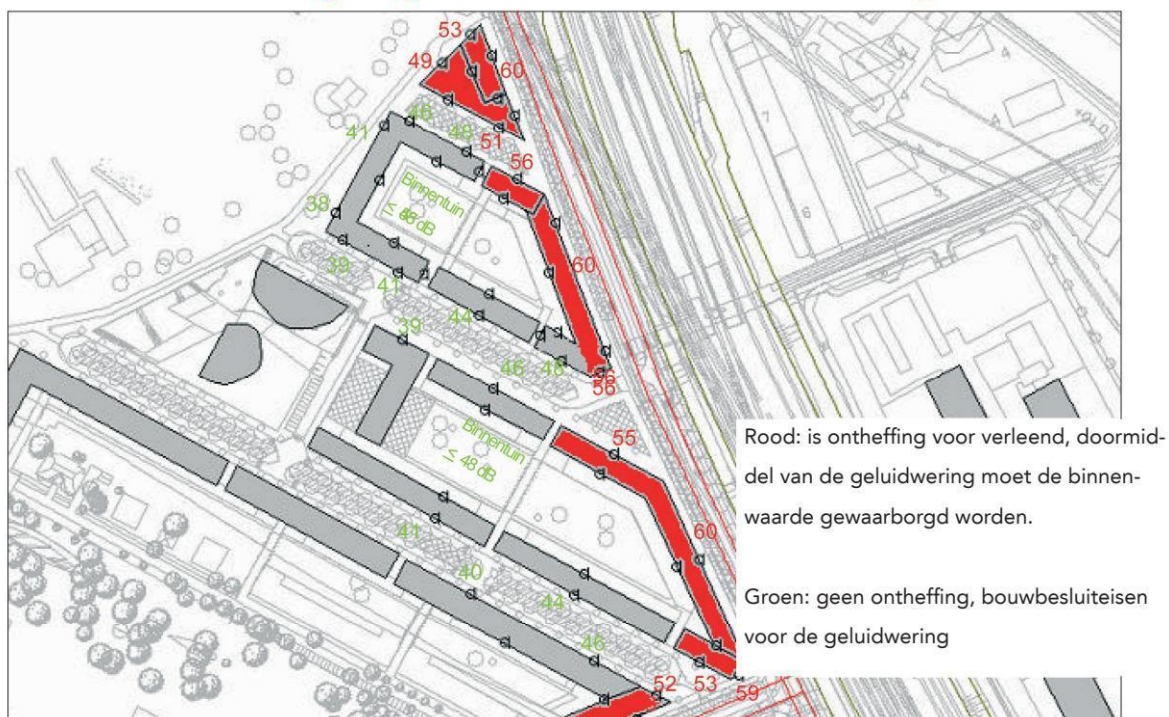 53
49
60
46
41
48
51
56
Binnentuin
≤ 48 dB
38
60
39
41
44
39
46
48
56
Binnentuin
≤ 48 dB
55
41
60
40
44
46
52
53
59
Rood: is ontheffing voor verleend, doormid-
del van de geluidwering moet de binnen-
waarde gewaarborgd worden.
Groen: geen ontheffing, bouwbesluiteisen
voor de geluidwering